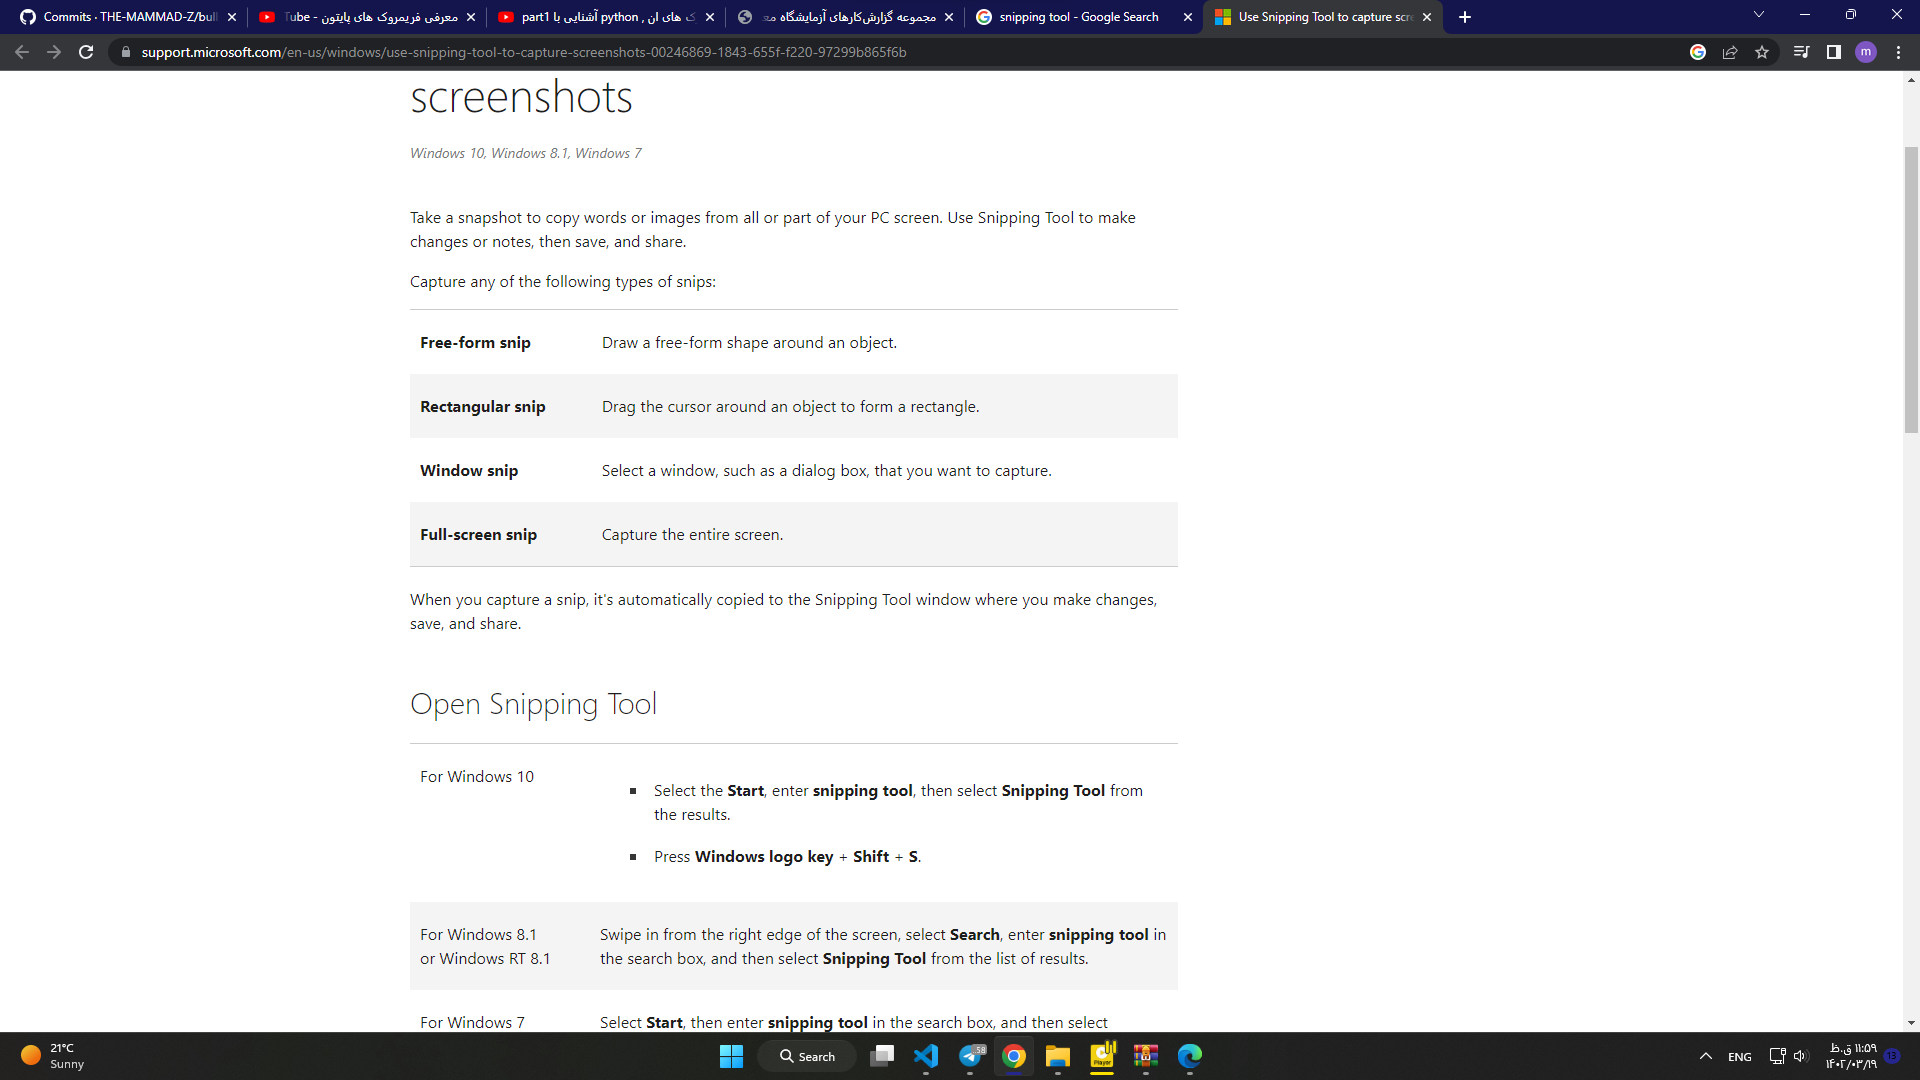 Commits · THE-MAMMAD-Z/bul
معرفی فریمروک های پایتون - Tube
part1 آشنایی با python , ک های ان
مجموعه گزارش‌کارهای آزمایشگاه مع
snipping tool - Google Search
Use Snipping Tool to capture scre
support.microsoft.com/en-us/windows/use-snipping-tool-to-capture-screenshots-00246869-1843-655f-f220-97299b865f6b
m
screenshots
Windows 10, Windows 8.1, Windows 7
Take a snapshot to copy words or images from all or part of your PC screen. Use Snipping Tool to make
changes or notes, then save, and share.
Capture any of the following types of snips:
Free-form snip Draw a free-form shape around an object.
Rectangular snip Drag the cursor around an object to form a rectangle.
Window snip Select a window, such as a dialog box, that you want to capture.
Full-screen snip Capture the entire screen.
When you capture a snip, it's automatically copied to the Snipping Tool window where you make changes,
save, and share.
Open Snipping Tool
For Windows 10
Select the Start, enter snipping tool, then select Snipping Tool from
the results.
Press Windows logo key + Shift + S.
For Windows 8.1
or Windows RT 8.1
Swipe in from the right edge of the screen, select Search, enter snipping tool in
the search box, and then select Snipping Tool from the list of results.
For Windows 7 Select Start, then enter snipping tool in the search box, and then select
21°C
Sunny
Search
58
Player
ENG
۱۱:۵۹ ق.ظ
۱۴۰۲/۰۳/۱۹
13